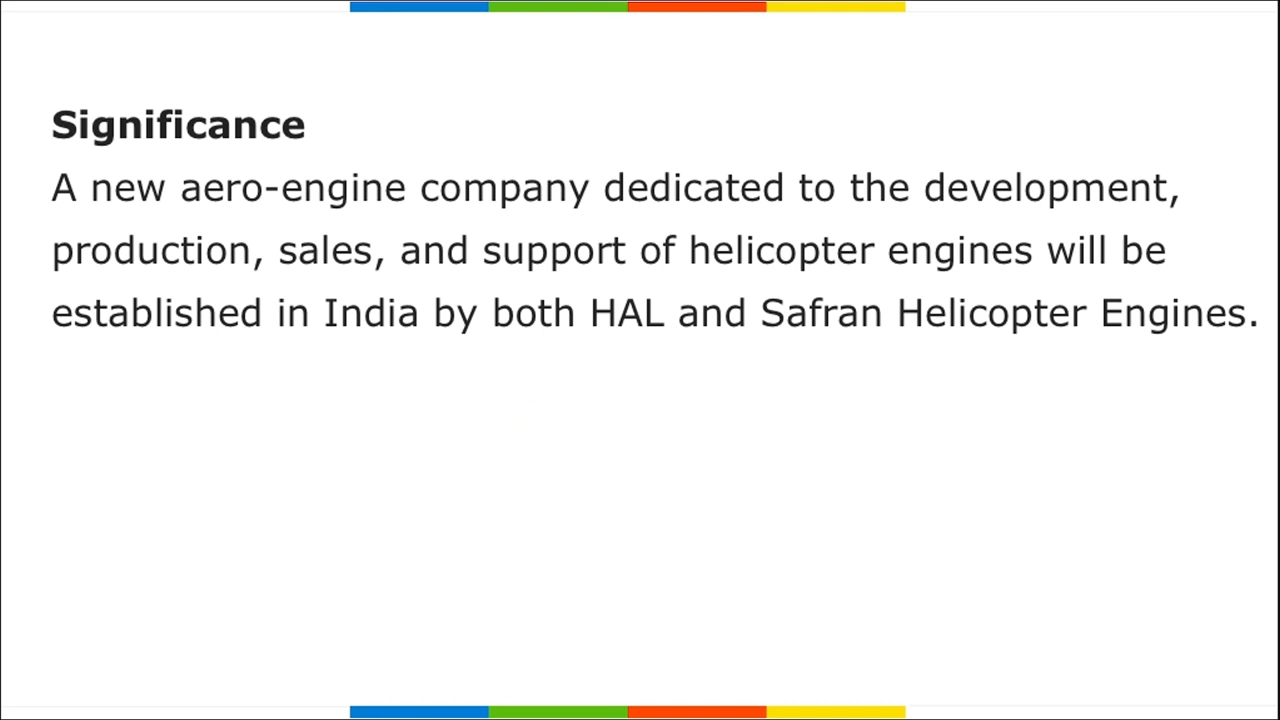 Significance
A new aero-engine company dedicated to the development,
production, sales, and support of helicopter engines will be
established in India by both HAL and Safran Helicopter Engines.